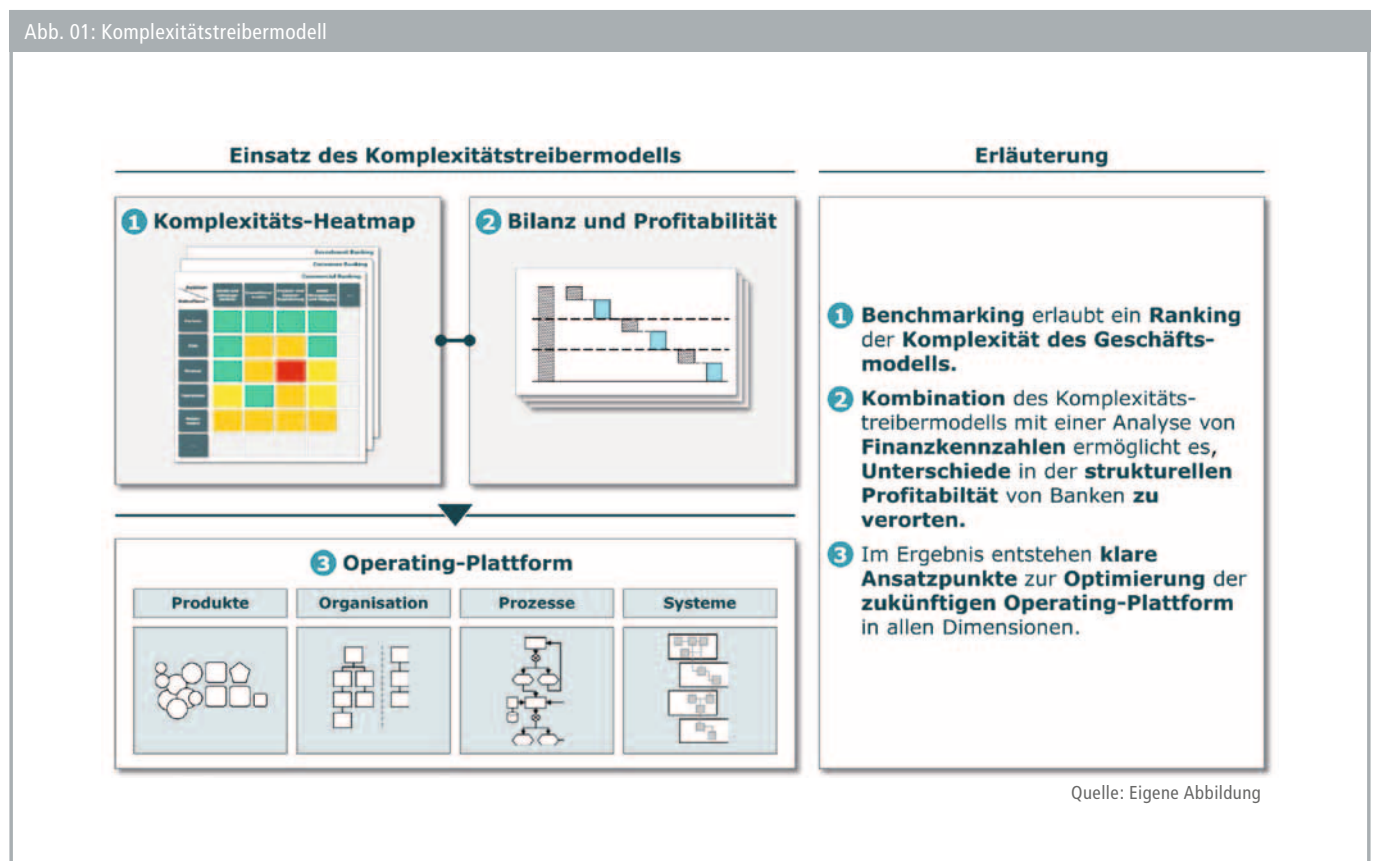 Abb. 01: Komplexitätstreibermodell
Einsatz des Komplexitätstreibermodells
1 Komplexitäts-Heatmap
Investment Banking
Consumer Banking
Commercial Banking
2 Bilanz und Profitabilität
3 Operating-Plattform
Produkte
Organisation
Prozesse
Systeme
Erläuterung
1 Benchmarking erlaubt ein Ranking
der Komplexität des Geschäfts-
modells.
2 Kombination des Komplexitäts-
treibermodells mit einer Analyse von
Finanzkennzahlen ermöglicht es,
Unterschiede in der strukturellen
Profitabiltät von Banken zu
verorten.
3 Im Ergebnis entstehen klare
Ansatzpunkte zur Optimierung der
zukünftigen Operating-Plattform
in allen Dimensionen.
Quelle: Eigene Abbildung